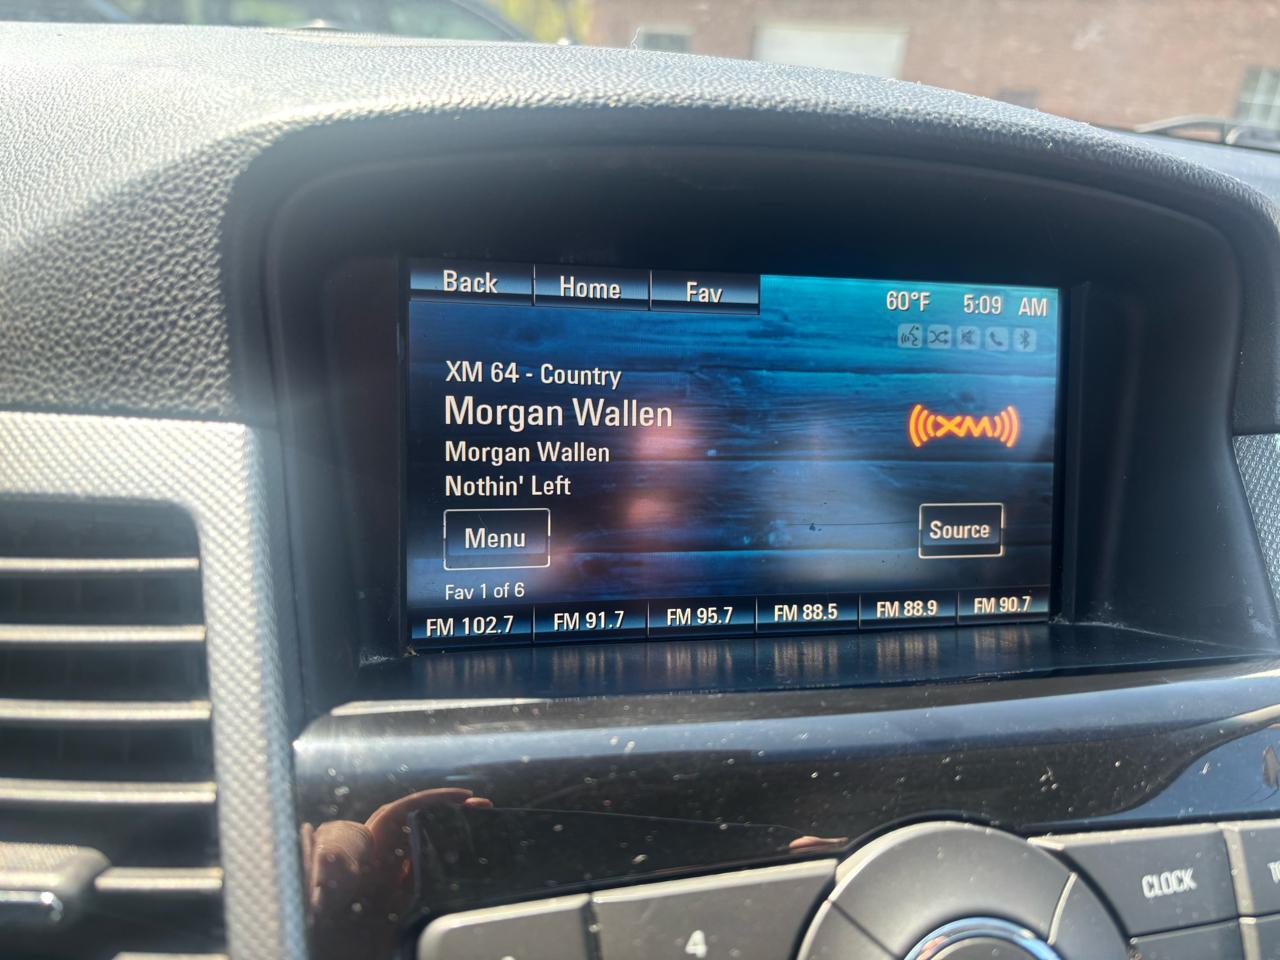 Back Home Fav
60°F 5:09 AM
XM 64 - Country
Morgan Wallen
Morgan Wallen
Nothin' Left
((XM))
Menu
Source
Fav 1 of 6
FM 102.7 FM 91.7 FM 95.7 FM 88.5 FM 88.9 FM 90.7
CLOCK
4